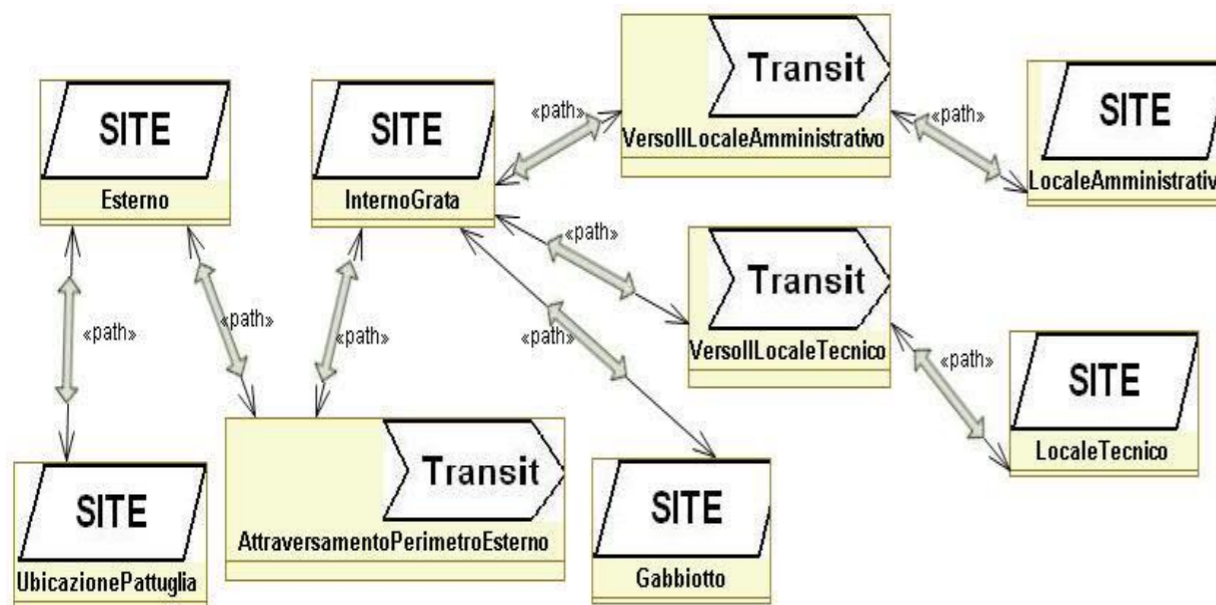 Transit
«path»
VersoIlLocaleAmministrativo
«path»
SITE
LocaleAmministrativ
SITE
Esterno
SITE
InternoGrata
«path»
Transit
VersoIlLocaleTecnico
«path»
«path»
«path»
«path»
«path»
SITE
LocaleTecnico
SITE
UbicazionePattuglia
Transit
AttraversamentoPerimetroEsterno
SITE
Gabbiotto